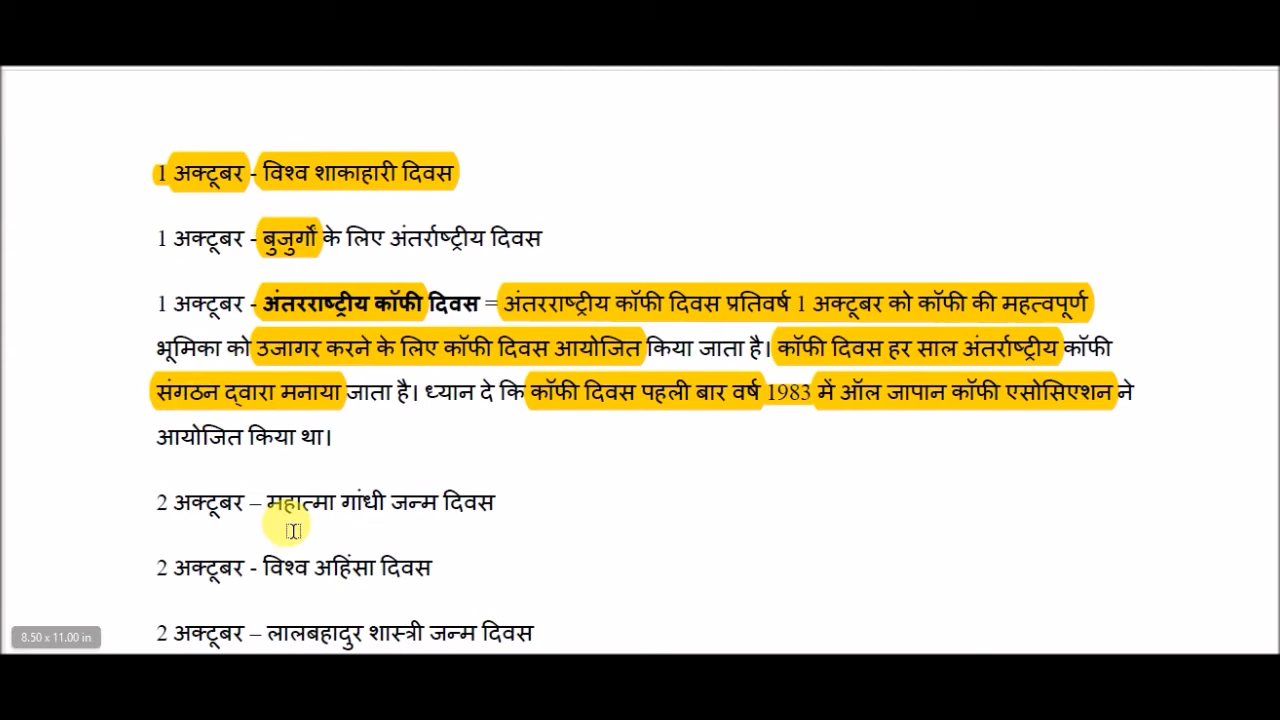 1 अक्टूबर - विश्व शाकाहारी दिवस
1 अक्टूबर - बुजुर्गों के लिए अंतर्राष्ट्रीय दिवस
1 अक्टूबर - अंतरराष्ट्रीय कॉफी दिवस = अंतरराष्ट्रीय कॉफी दिवस प्रतिवर्ष 1 अक्टूबर को कॉफी की महत्वपूर्ण
भूमिका को उजागर करने के लिए कॉफी दिवस आयोजित किया जाता है। कॉफी दिवस हर साल अंतर्राष्ट्रीय कॉफी
संगठन द्वारा मनाया जाता है। ध्यान दे कि कॉफी दिवस पहली बार वर्ष 1983 में ऑल जापान कॉफी एसोसिएशन ने
आयोजित किया था।
2 अक्टूबर – महात्मा गांधी जन्म दिवस
2 अक्टूबर - विश्व अहिंसा दिवस
2 अक्टूबर – लालबहादुर शास्त्री जन्म दिवस
8.50 x 11.00 in